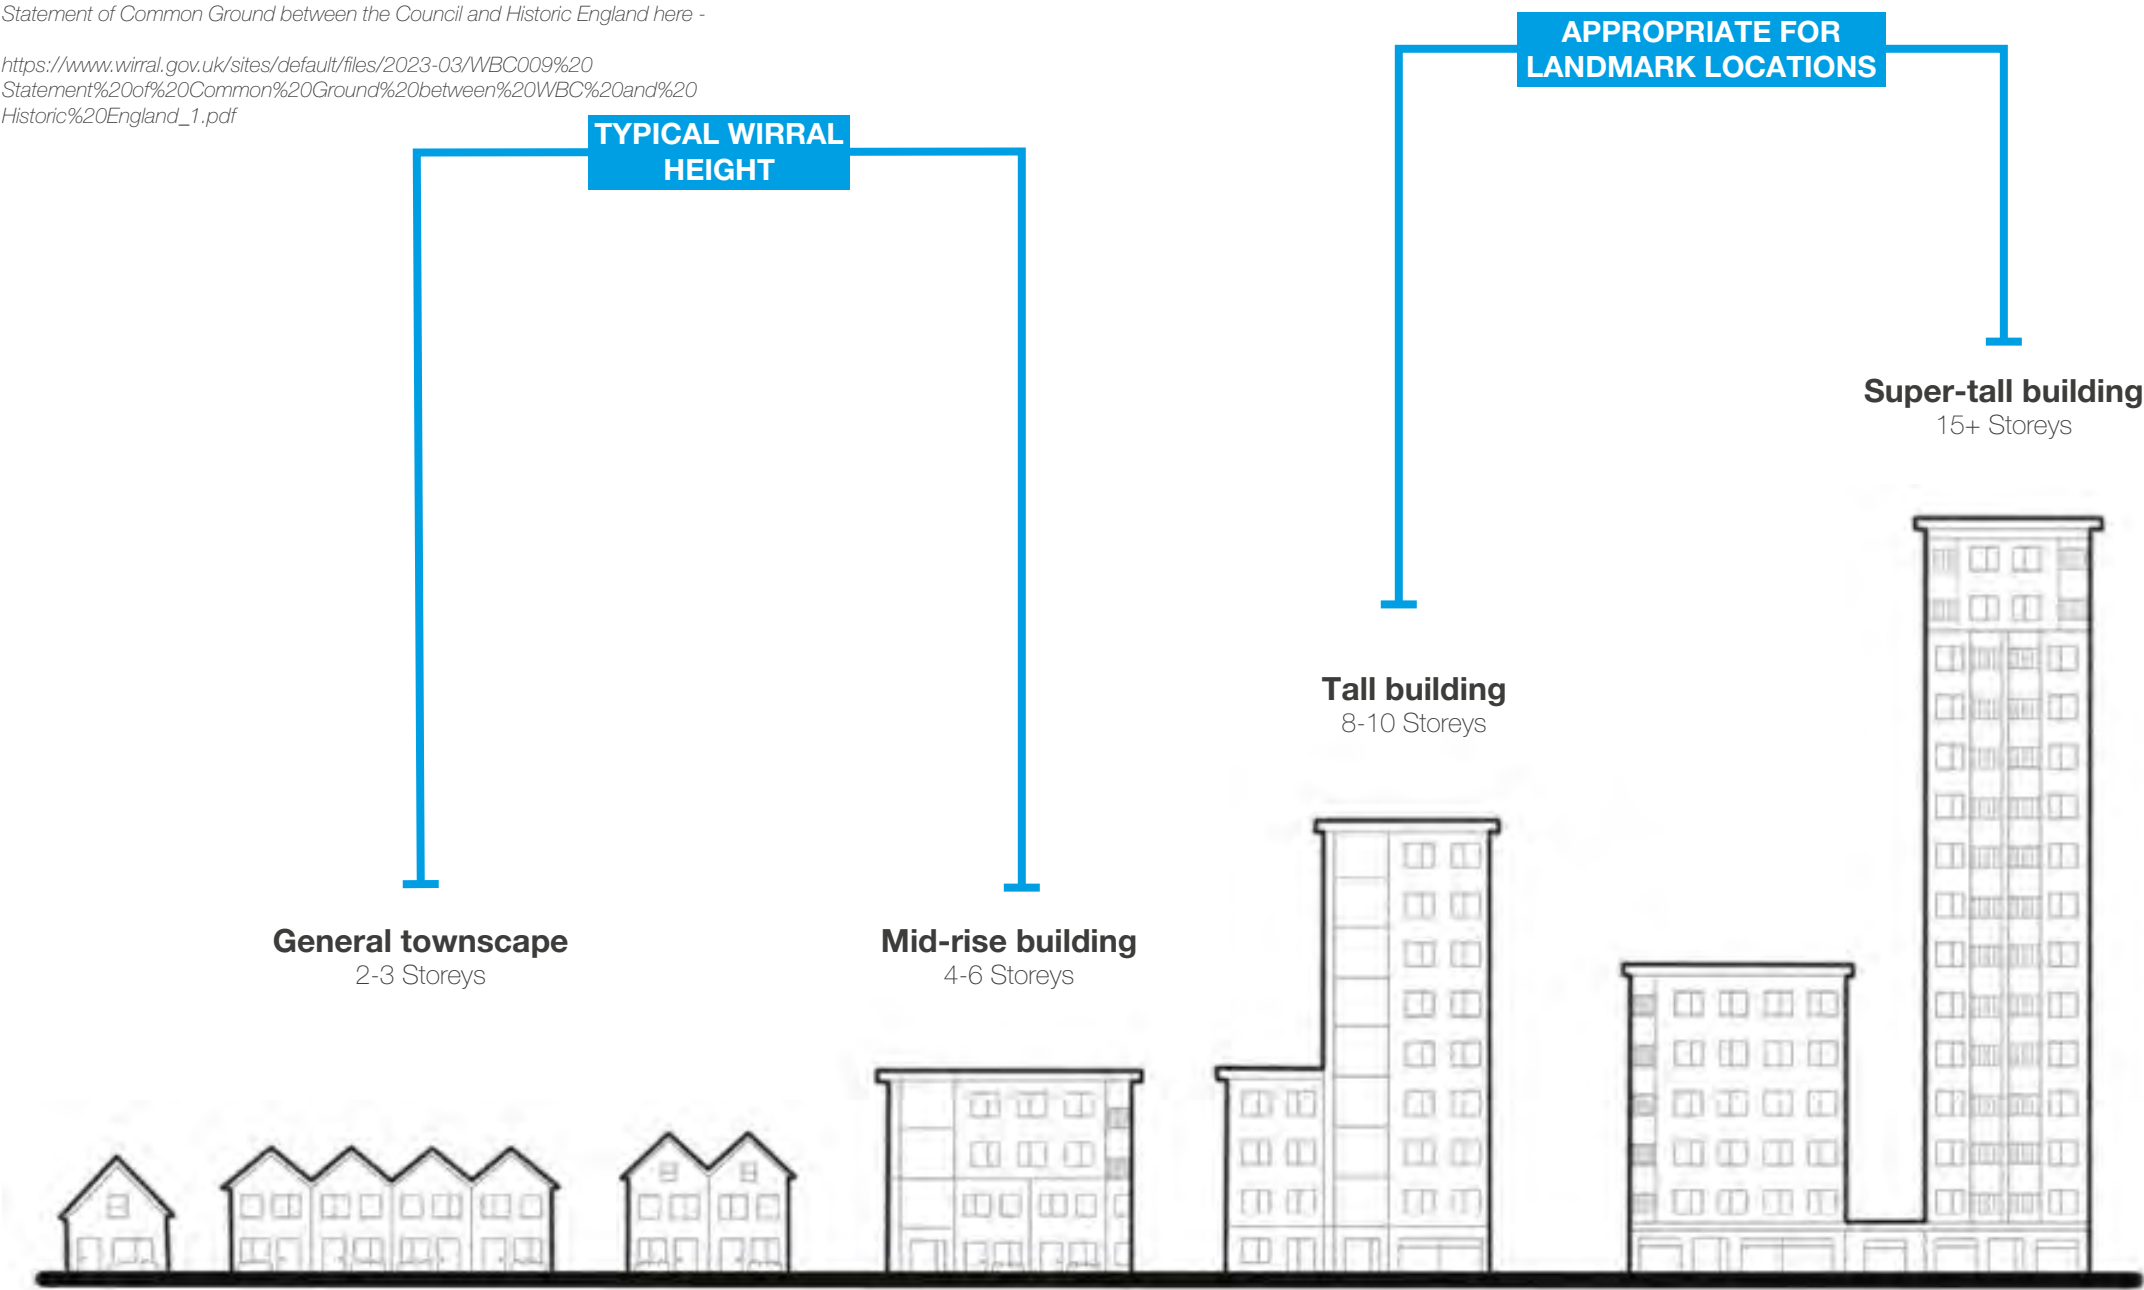 Statement of Common Ground between the Council and Historic England here -
https://www.wirral.gov.uk/sites/default/files/2023-03/WBC009%20
Statement%20of%20Common%20Ground%20between%20WBC%20and%20
Historic%20England_1.pdf
TYPICAL WIRRAL
HEIGHT
APPROPRIATE FOR
LANDMARK LOCATIONS
Super-tall building
15+ Storeys
Tall building
8-10 Storeys
General townscape
2-3 Storeys
Mid-rise building
4-6 Storeys